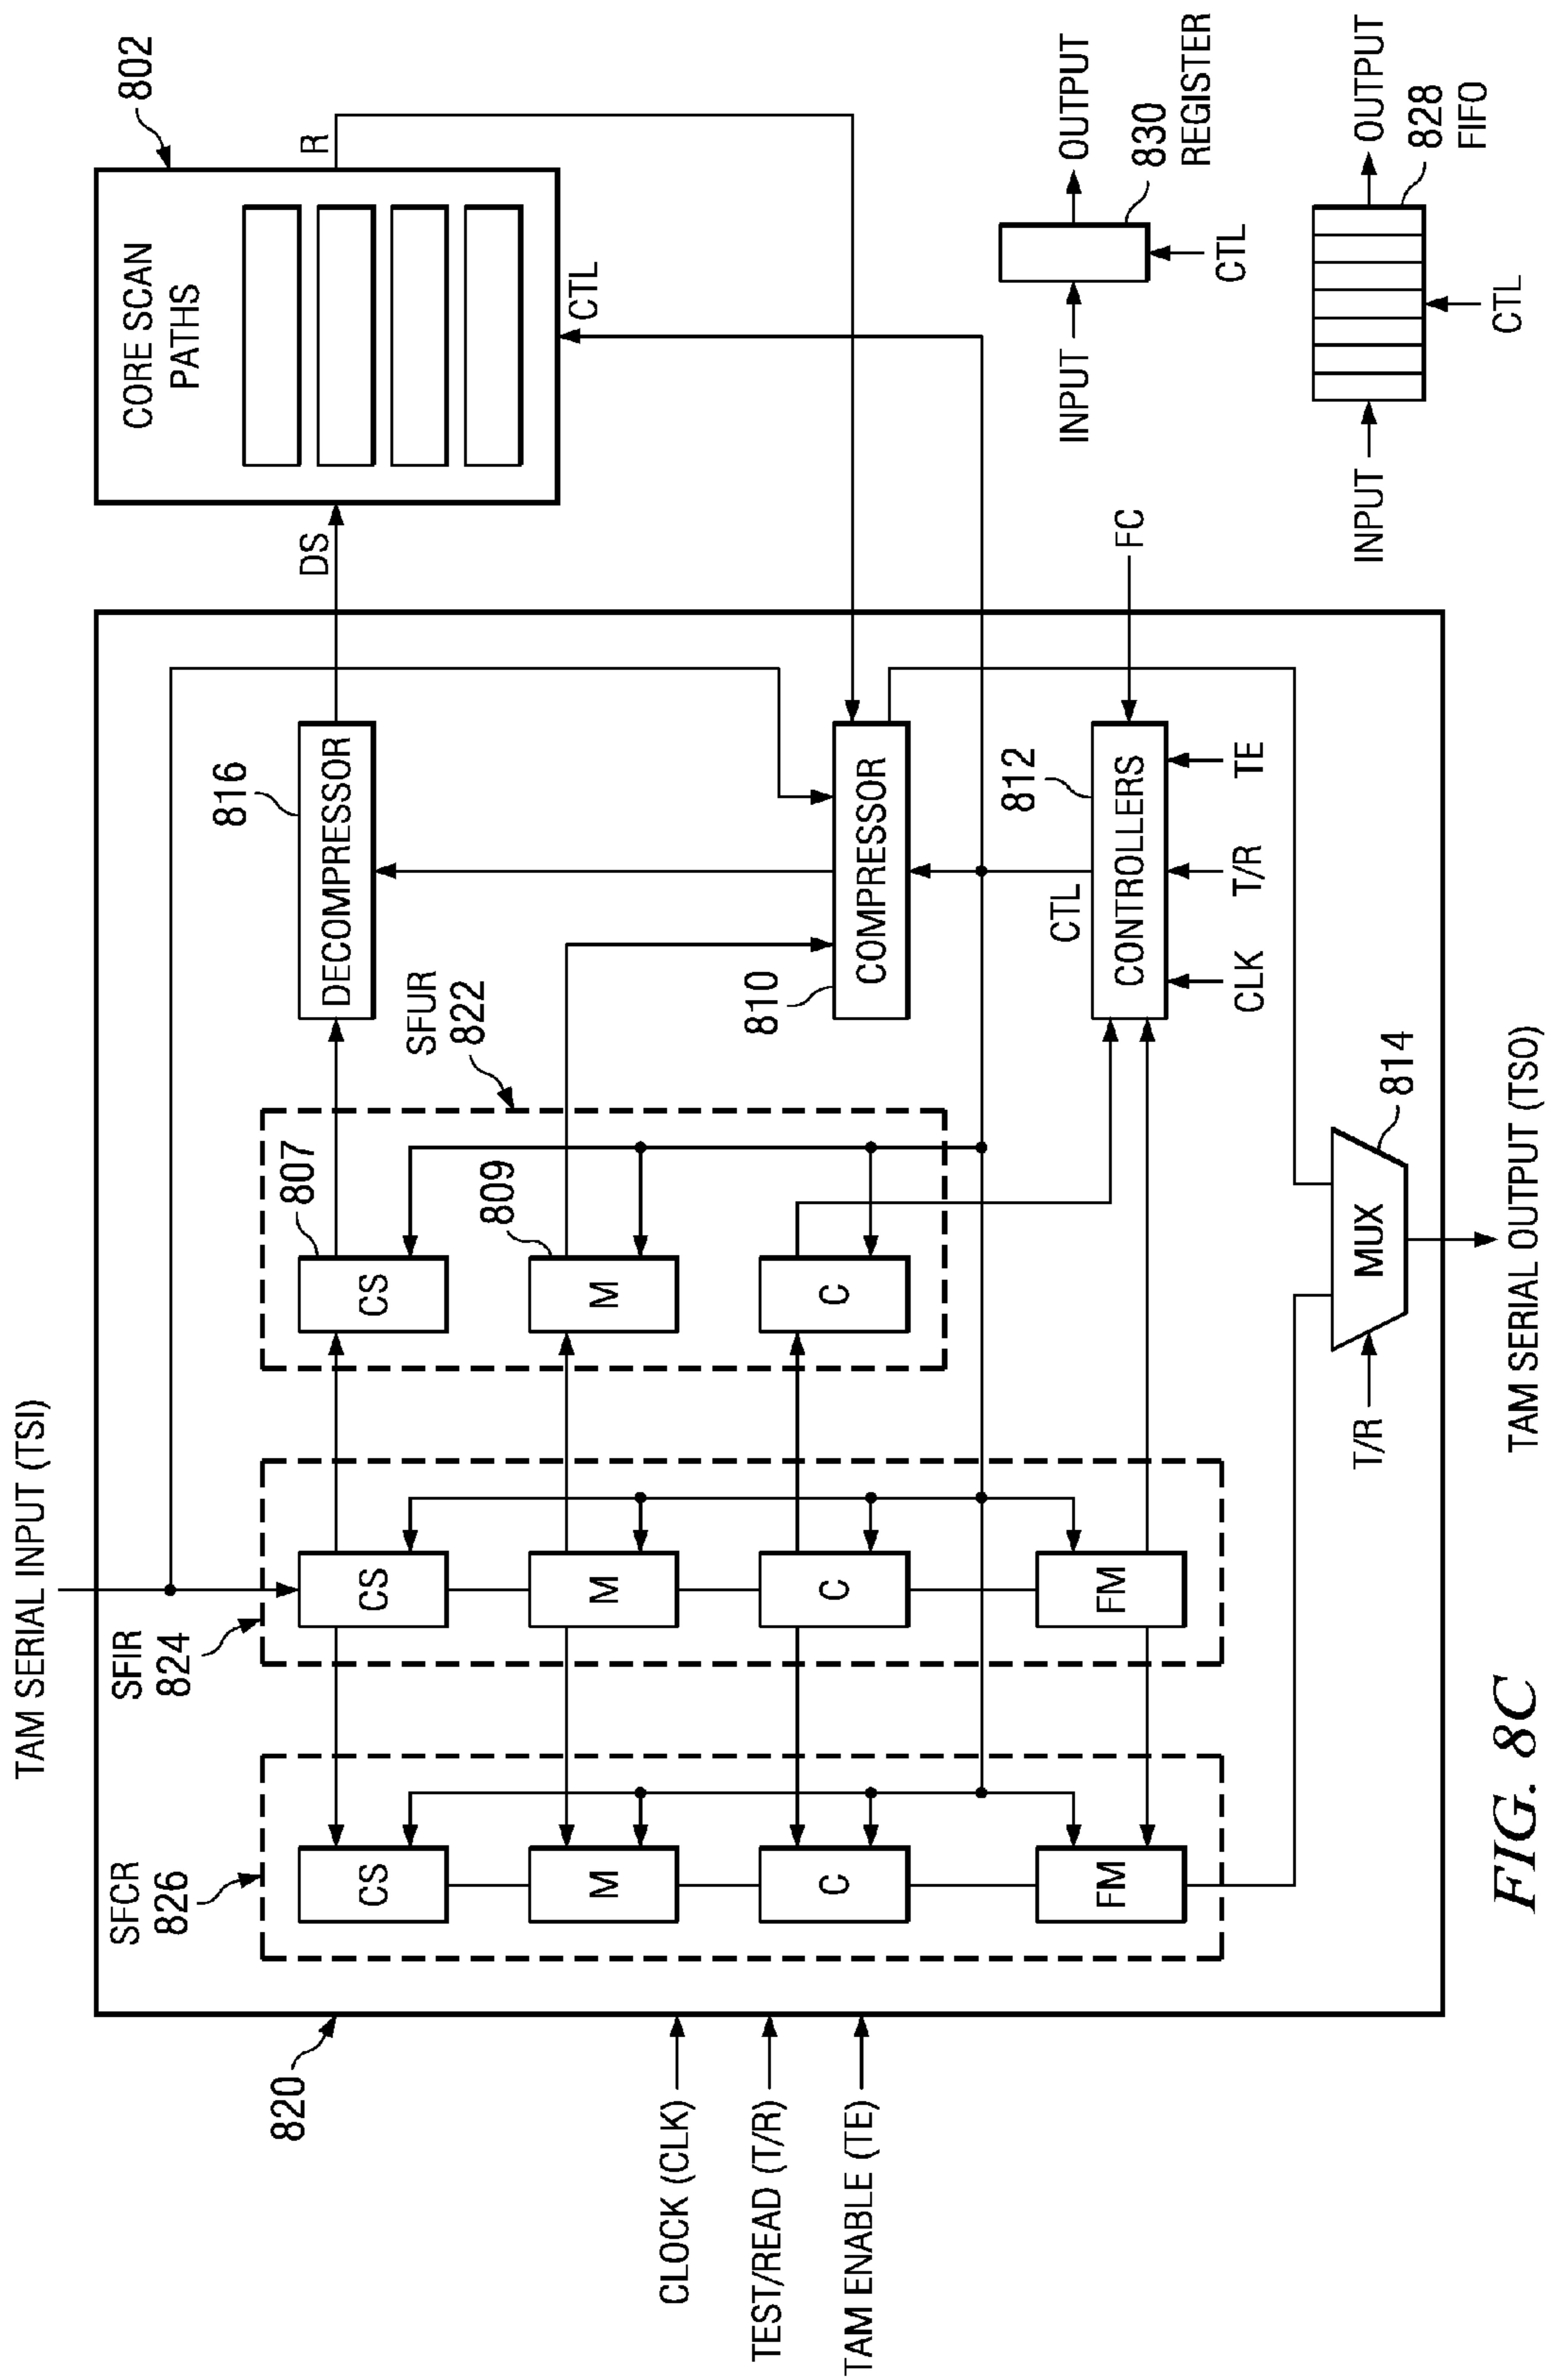 TAM SERIAL INPUT (TSI)
820
CLOCK (CLK)
TEST/READ (T/R)
TAM ENABLE (TE)
SFCR
826
CS
M
C
FM
SFIR
824
CS
M
C
FM
SFUR
822
807
CS
809
M
C
816
DECOMPRESSOR
810
COMPRESSOR
812
CONTROLLERS
CTL
CLK
T/R
TE
FC
T/R
MUX
814
TAM SERIAL OUTPUT (TSO)
DS
802
CORE SCAN
PATHS
R
CTL
INPUT
OUTPUT
830
REGISTER
CTL
INPUT
OUTPUT
828
FIFO
CTL
FIG. 8C